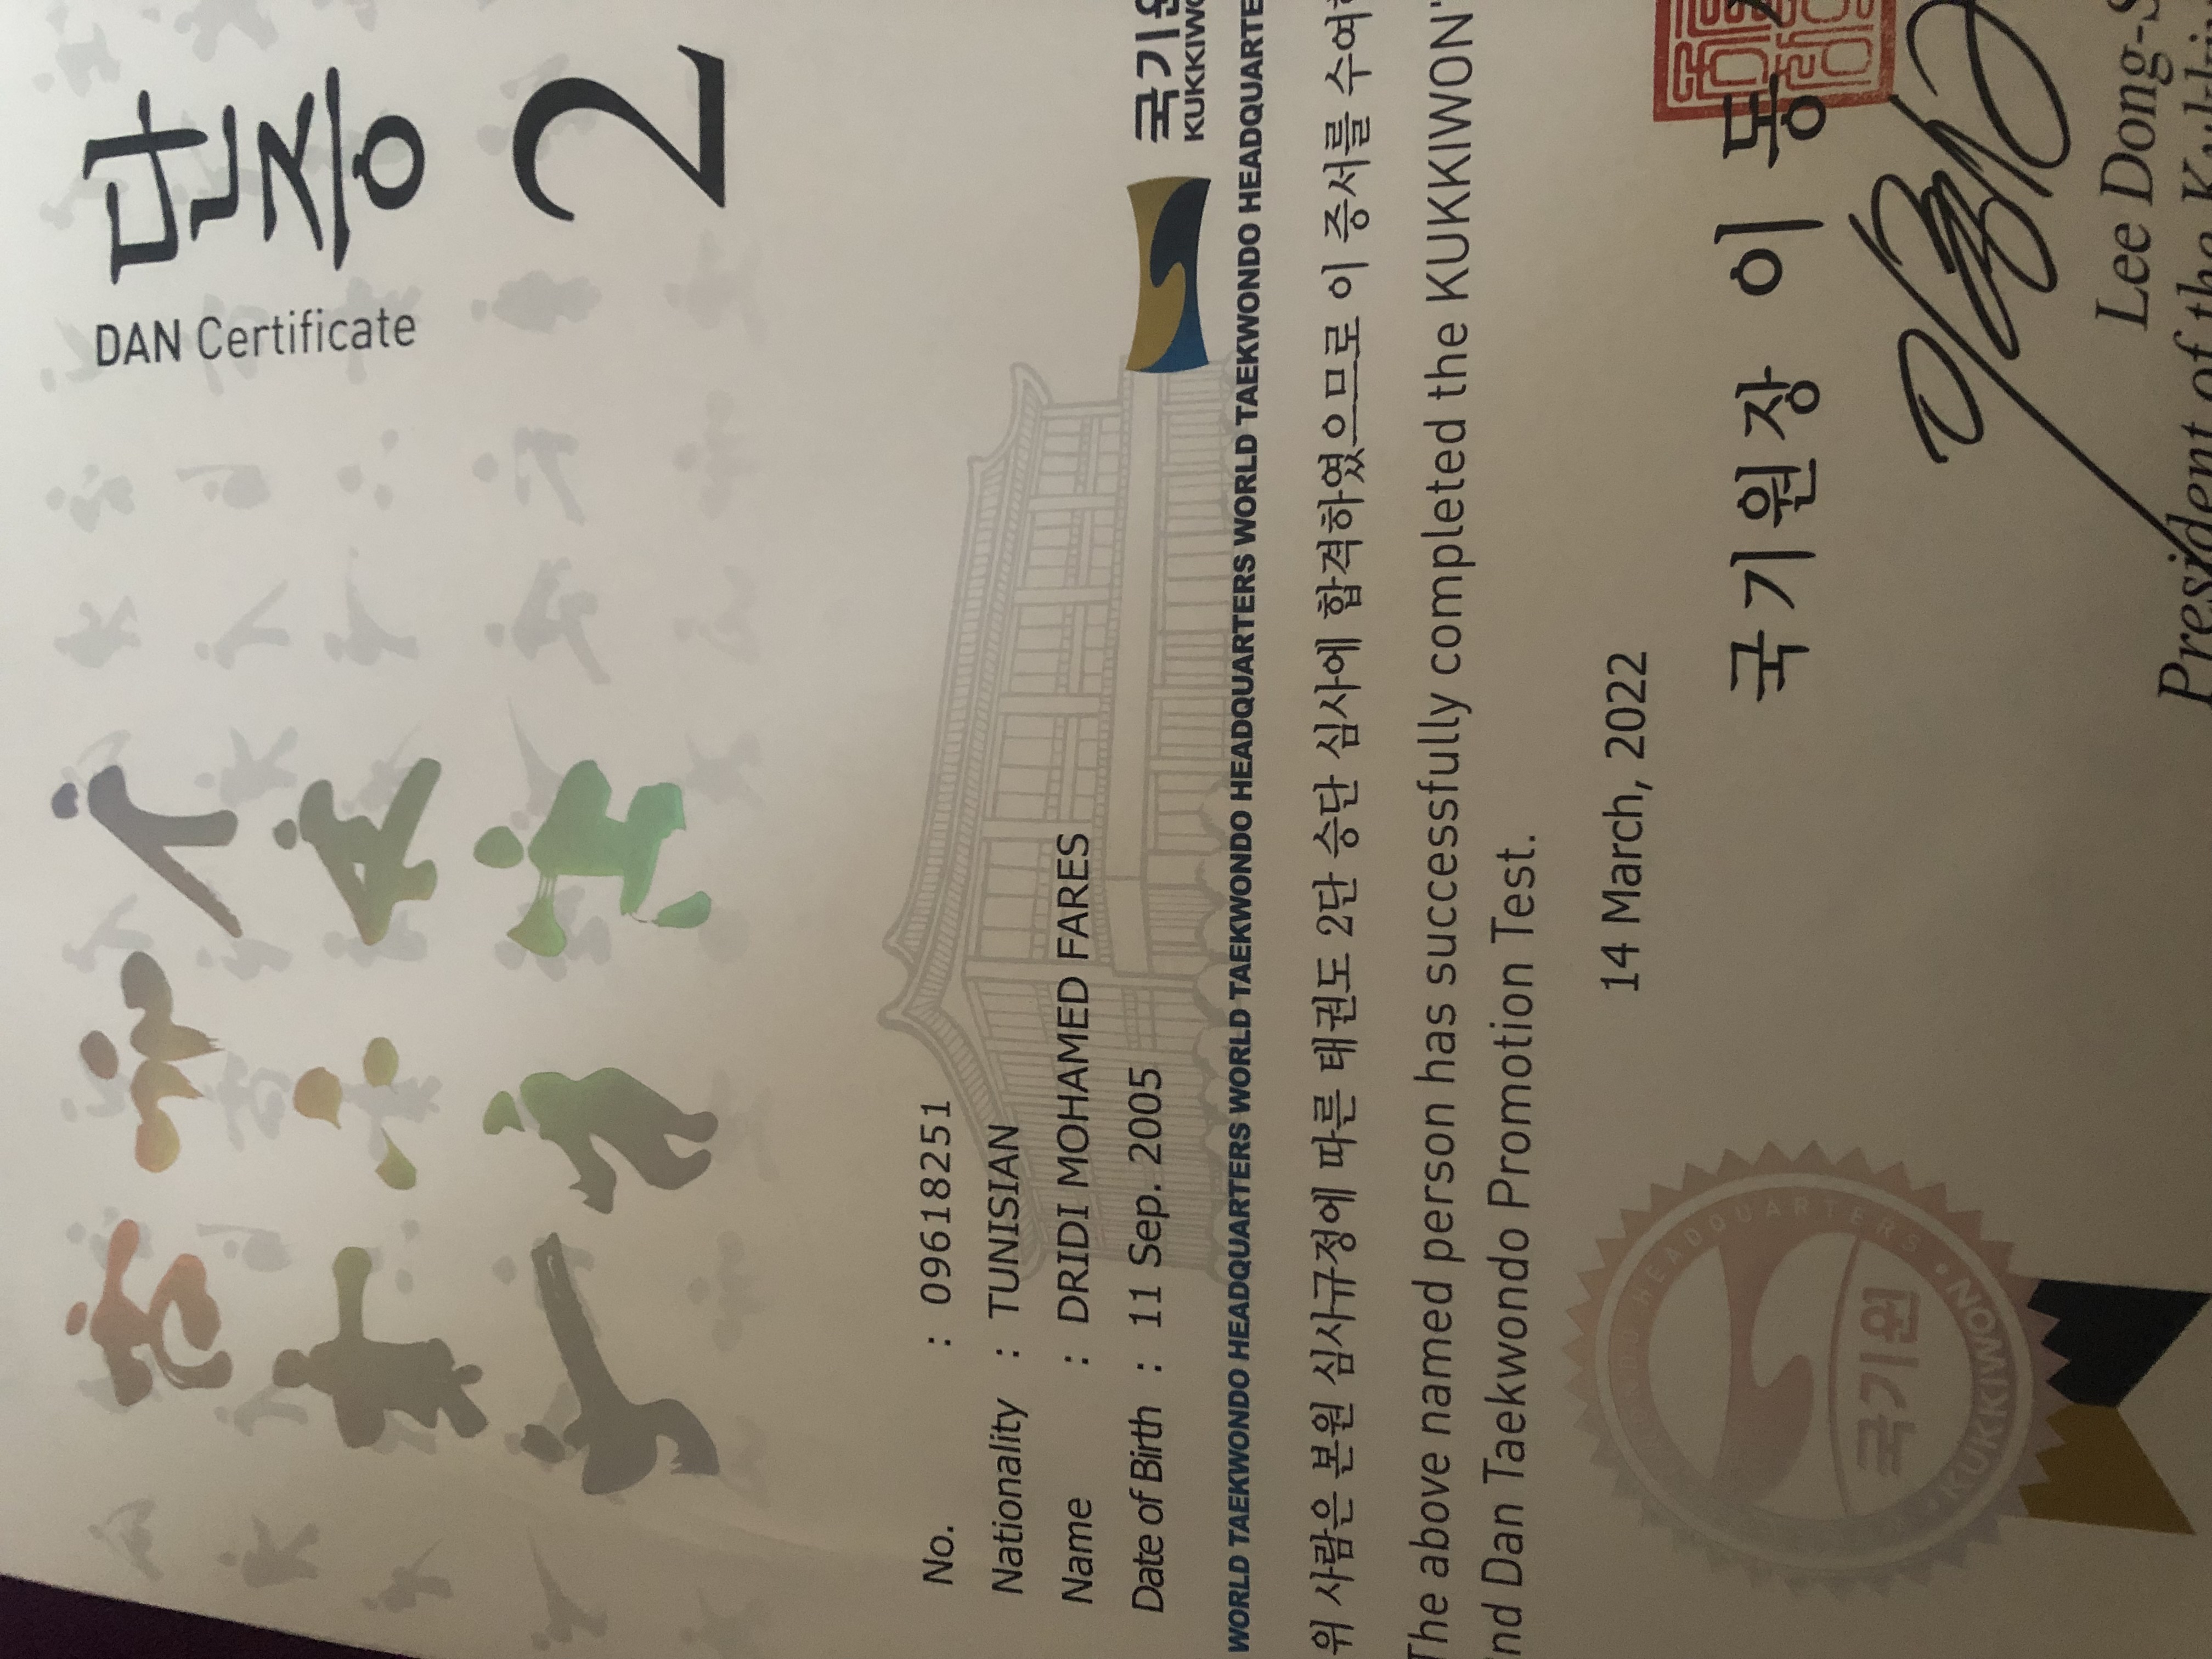 단증
DAN Certificate
2
No. : 09618251
Nationality : TUNISIAN
Name : DRIDI MOHAMED FARES
Date of Birth : 11 Sep. 2005
국기원
KUKKIWO
WORLD TAEKWONDO HEADQUARTERS WORLD TAEKWONDO HEADQUARTERS WORLD TAEKWONDO HEADQUARTERS WORLD TAEKWONDO HEADQUARTE
위 사람은 본원 심사규정에 따른 태권도 2단 승단 심사에 합격하였으므로 이 증서를 수여
The above named person has successfully completed the KUKKIWON'
nd Dan Taekwondo Promotion Test.
14 March, 2022
국기원장 이 동
Lee Dong-S
President of the Kukki
HEADQUARTERS
국기원
KUKKIWON